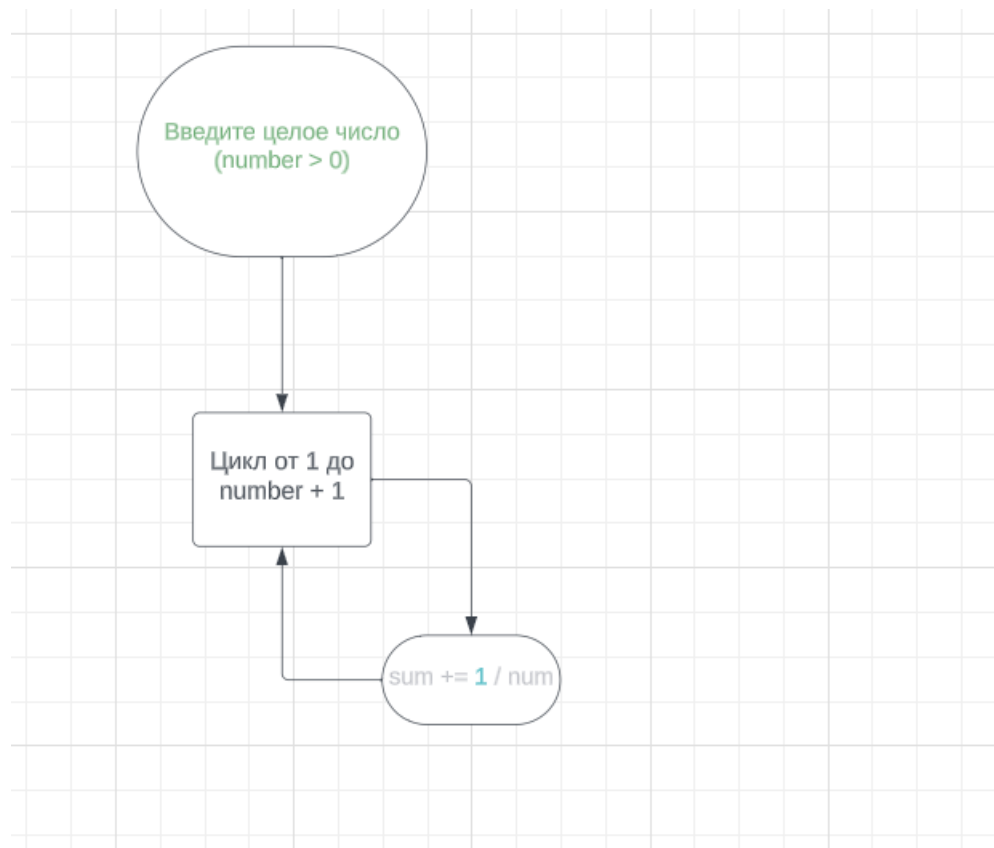 Введите целое число
(number > 0)
Цикл от 1 до
number + 1
sum += 1 / num